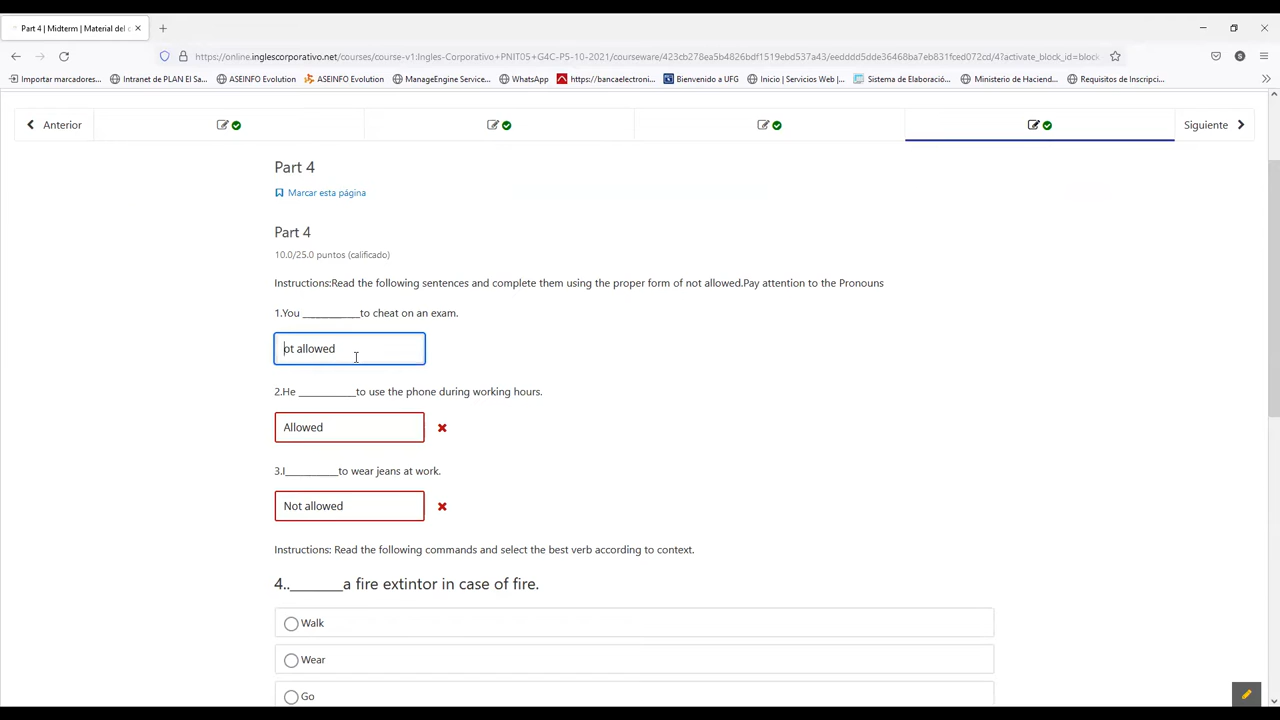 Part 4 | Midterm | Material del c
https://online.inglescorporativo.net/courses/course-v1:Ingles-Corporativo+PNIT05+G4C-P5-10-2021/courseware/423cb278ea5b4826bdf1519ebd537a43/eedddd5dde36468ba7eb831fced072cd/4?activate_block_id=block
Importar marcadores... Intranet de PLAN El Sa... ASEINFO Evolution ASEINFO Evolution ManageEngine Service... WhatsApp https://bancaelectroni... Bienvenido a UFG Inicio | Servicios Web |... Sistema de Elaboració... Ministerio de Haciend... Requisitos de Inscripci...
Anterior Siguiente
Part 4
Marcar esta página
Part 4
10.0/25.0 puntos (calificado)
Instructions:Read the following sentences and complete them using the proper form of not allowed.Pay attention to the Pronouns
1.You ___________to cheat on an exam.
ot allowed
2.He ___________to use the phone during working hours.
Allowed
3.I__________to wear jeans at work.
Not allowed
Instructions: Read the following commands and select the best verb according to context.
4.._______a fire extintor in case of fire.
Walk
Wear
Go